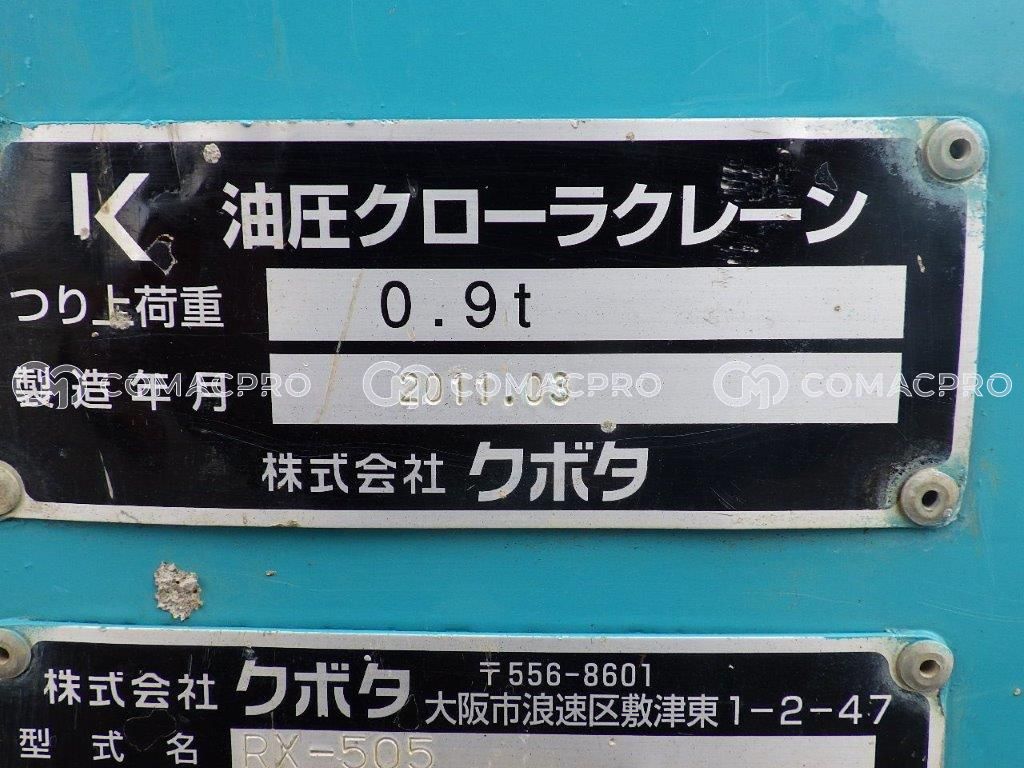 K 油圧クローラクレーン
つり上荷重 0.9t
製造年月 2011.03
COMACPRO COMACPRO COMACPRO
株式会社 クボタ
株式会社 クボタ 〒556-8601
大阪市浪速区敷津東1-2-47
型式名 RX-505